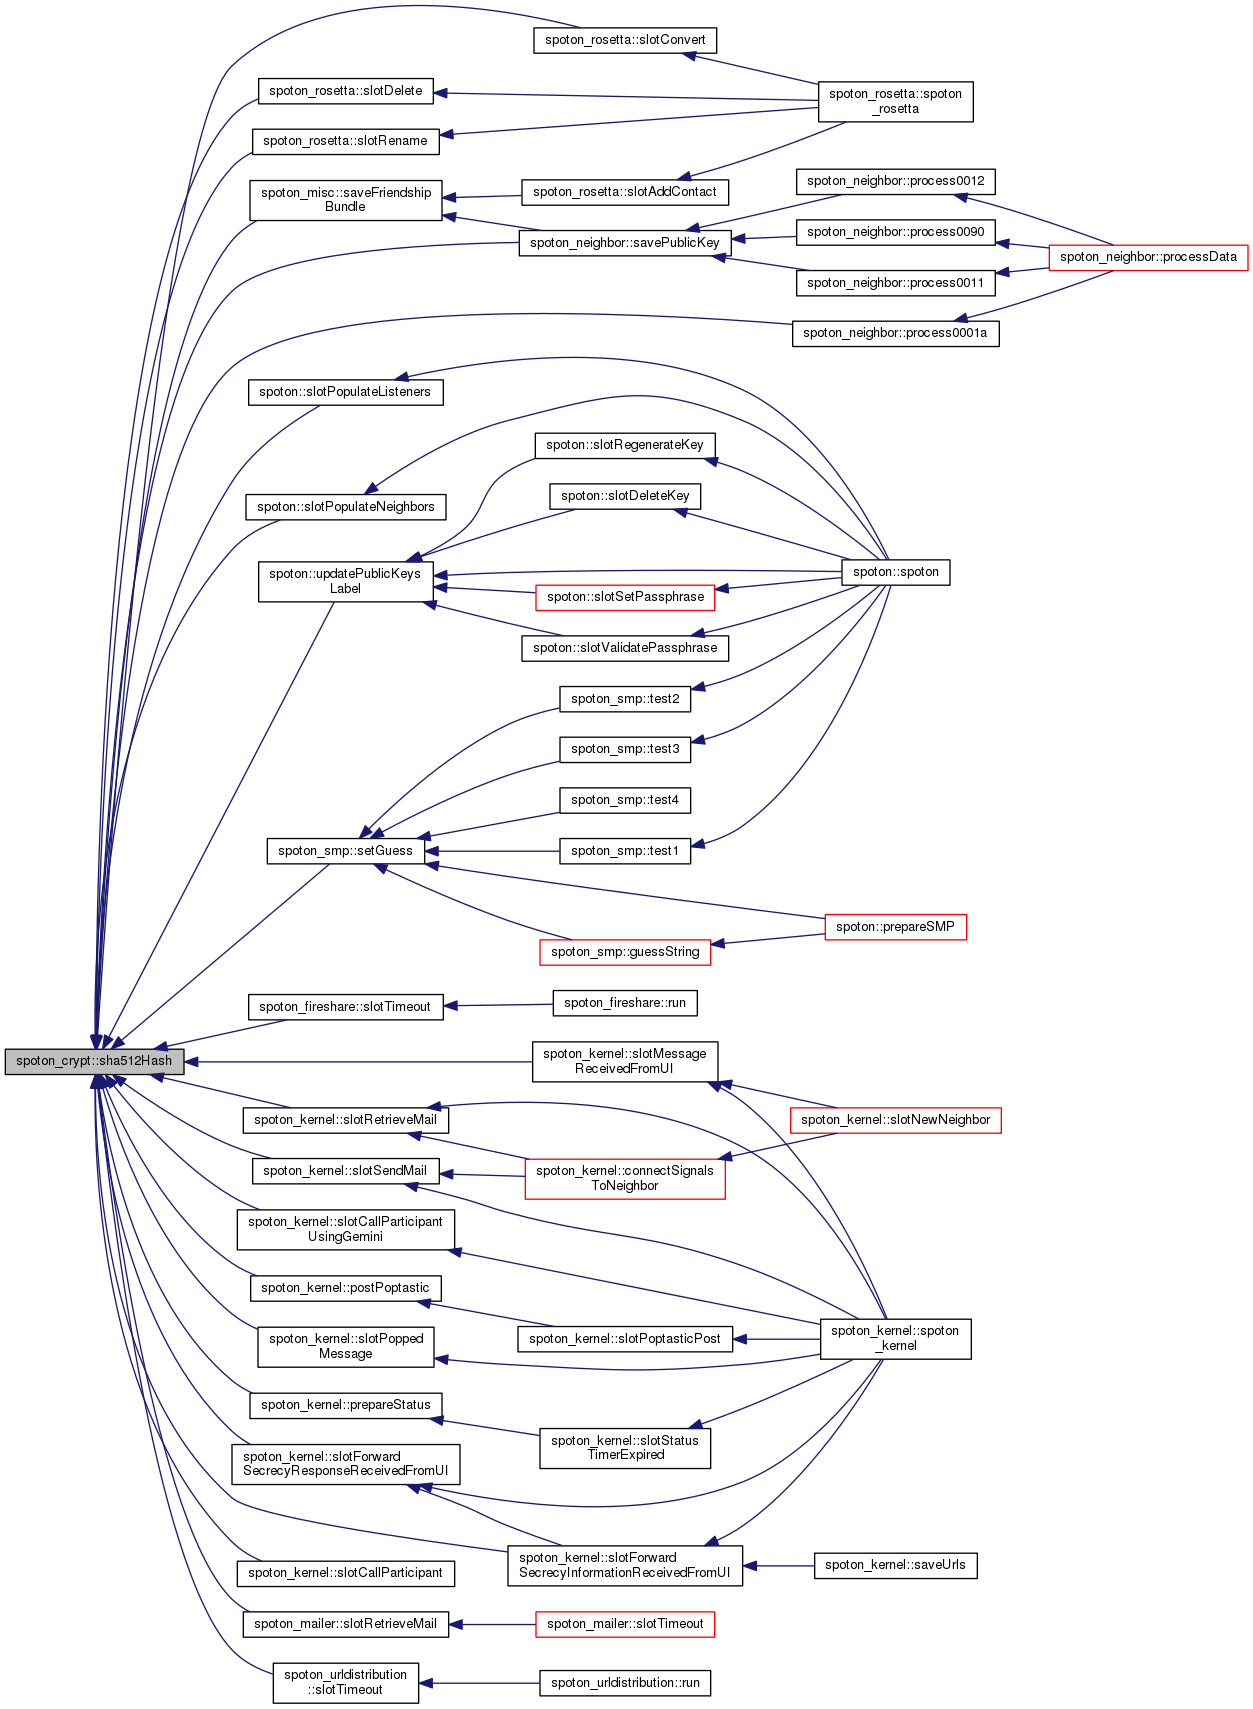 spoton_rosetta::slotConvert
spoton_rosetta::slotDelete
spoton_rosetta::spoton
_rosetta
spoton_rosetta::slotRename
spoton_misc::saveFriendship
Bundle
spoton_rosetta::slotAddContact
spoton_neighbor::process0012
spoton_neighbor::savePublicKey
spoton_neighbor::process0090
spoton_neighbor::processData
spoton_neighbor::process0011
spoton_neighbor::process0001a
spoton::slotPopulateListeners
spoton::slotRegenerateKey
spoton::slotPopulateNeighbors
spoton::slotDeleteKey
spoton::updatePublicKeys
Label
spoton::spoton
spoton::slotSetPassphrase
spoton::slotValidatePassphrase
spoton_smp::test2
spoton_smp::test3
spoton_smp::test4
spoton_smp::setGuess
spoton_smp::test1
spoton::prepareSMP
spoton_smp::guessString
spoton_fireshare::slotTimeout
spoton_fireshare::run
spoton_crypt::sha512Hash
spoton_kernel::slotMessage
ReceivedFromUI
spoton_kernel::slotRetrieveMail
spoton_kernel::slotNewNeighbor
spoton_kernel::slotSendMail
spoton_kernel::connectSignals
ToNeighbor
spoton_kernel::slotCallParticipant
UsingGemini
spoton_kernel::postPoptastic
spoton_kernel::slotPopped
Message
spoton_kernel::slotPoptasticPost
spoton_kernel::spoton
_kernel
spoton_kernel::prepareStatus
spoton_kernel::slotStatus
TimerExpired
spoton_kernel::slotForward
SecrecyResponseReceivedFromUI
spoton_kernel::slotForward
SecrecyInformationReceivedFromUI
spoton_kernel::saveUrls
spoton_kernel::slotCallParticipant
spoton_mailer::slotRetrieveMail
spoton_mailer::slotTimeout
spoton_urldistribution
::slotTimeout
spoton_urldistribution::run